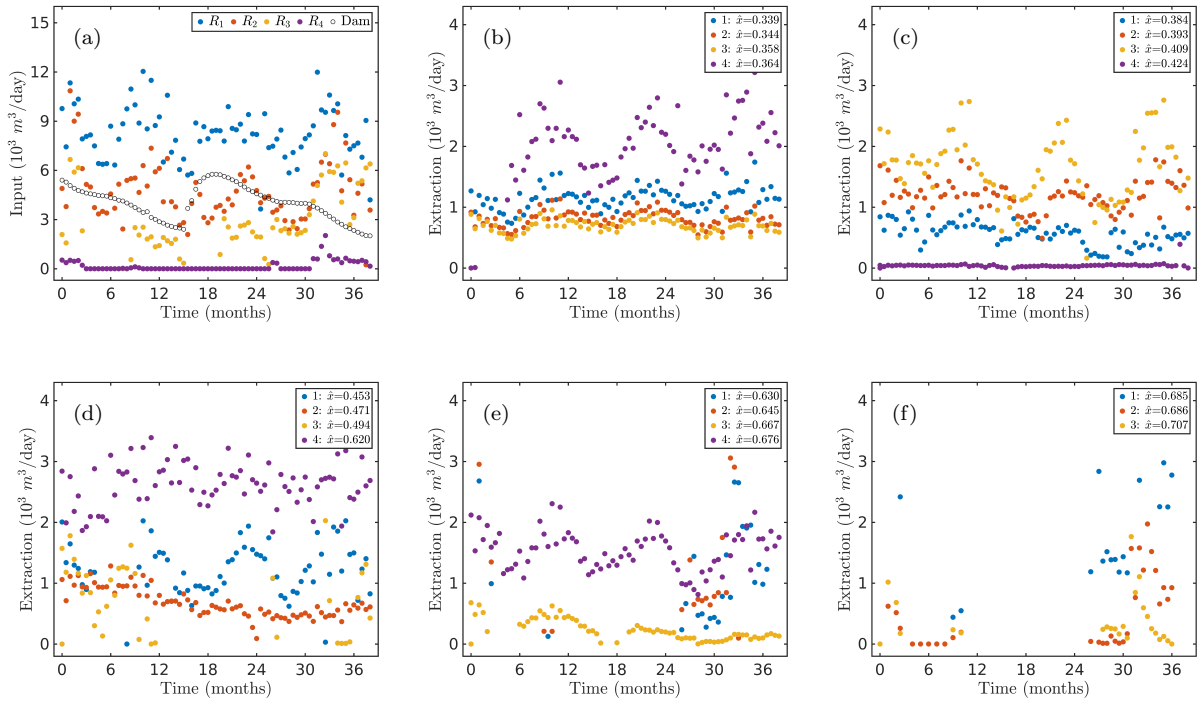 (a)
R1 R2 R3 R4 Dam
15
12
9
6
3
0
Input (10³ m³/day)
0 6 12 18 24 30 36
Time (months)
(b)
1: x̂=0.339
2: x̂=0.344
3: x̂=0.358
4: x̂=0.364
4
3
2
1
0
Extraction (10³ m³/day)
0 6 12 18 24 30 36
Time (months)
(c)
1: x̂=0.384
2: x̂=0.393
3: x̂=0.409
4: x̂=0.424
4
3
2
1
0
Extraction (10³ m³/day)
0 6 12 18 24 30 36
Time (months)
(d)
1: x̂=0.453
2: x̂=0.471
3: x̂=0.494
4: x̂=0.620
4
3
2
1
0
Extraction (10³ m³/day)
0 6 12 18 24 30 36
Time (months)
(e)
1: x̂=0.630
2: x̂=0.645
3: x̂=0.667
4: x̂=0.676
4
3
2
1
0
Extraction (10³ m³/day)
0 6 12 18 24 30 36
Time (months)
(f)
1: x̂=0.685
2: x̂=0.686
3: x̂=0.707
4
3
2
1
0
Extraction (10³ m³/day)
0 6 12 18 24 30 36
Time (months)